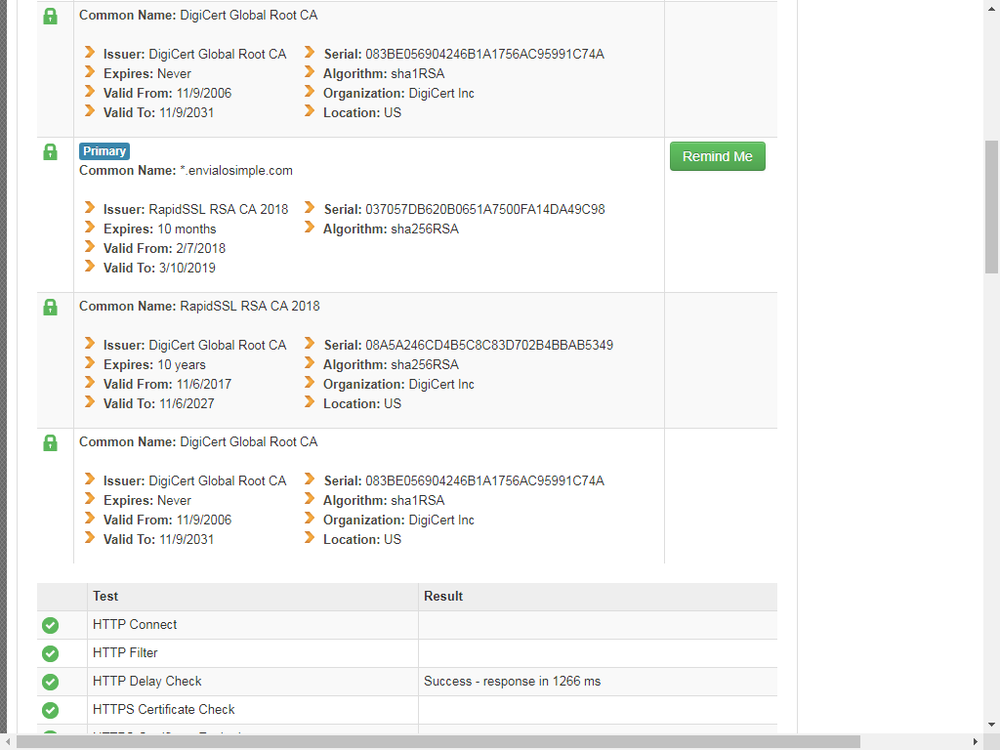 Common Name: DigiCert Global Root CA
Issuer: DigiCert Global Root CA Serial: 083BE056904246B1A1756AC95991C74A
Expires: Never Algorithm: sha1RSA
Valid From: 11/9/2006 Organization: DigiCert Inc
Valid To: 11/9/2031 Location: US
Primary
Remind Me
Common Name: *.envialosimple.com
Issuer: RapidSSL RSA CA 2018 Serial: 037057DB620B0651A7500FA14DA49C98
Expires: 10 months Algorithm: sha256RSA
Valid From: 2/7/2018
Valid To: 3/10/2019
Common Name: RapidSSL RSA CA 2018
Issuer: DigiCert Global Root CA Serial: 08A5A246CD4B5C8C83D702B4BBAB5349
Expires: 10 years Algorithm: sha256RSA
Valid From: 11/6/2017 Organization: DigiCert Inc
Valid To: 11/6/2027 Location: US
Common Name: DigiCert Global Root CA
Issuer: DigiCert Global Root CA Serial: 083BE056904246B1A1756AC95991C74A
Expires: Never Algorithm: sha1RSA
Valid From: 11/9/2006 Organization: DigiCert Inc
Valid To: 11/9/2031 Location: US
Test Result
HTTP Connect
HTTP Filter
HTTP Delay Check Success - response in 1266 ms
HTTPS Certificate Check